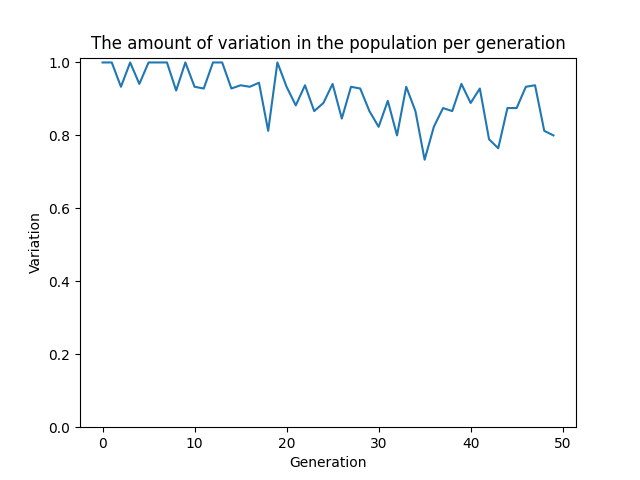 The amount of variation in the population per generation
1.0
0.8
0.6
0.4
0.2
0.0
Variation
0 10 20 30 40 50
Generation